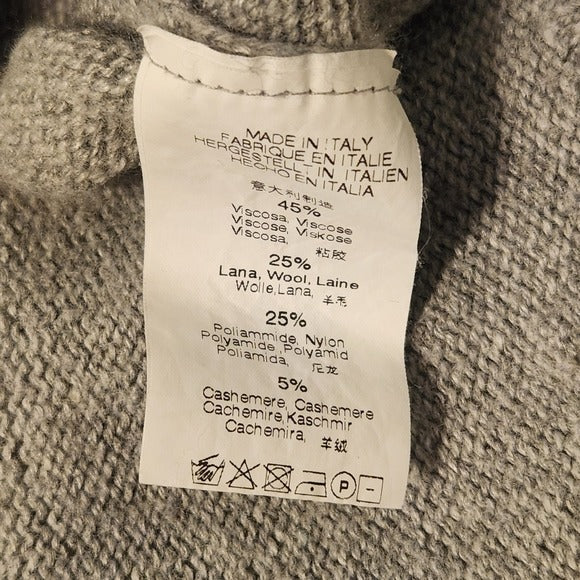 MADE IN ITALY
FABRIQUE EN ITALIE
HERGESTELLT IN ITALIEN
HECHO EN ITALIA
意大利制造
45%
Viscosa, Viscose
Viscose, Viskose
Viscosa, 粘胶
25%
Lana, Wool, Laine
Wolle,Lana, 羊毛
25%
Poliammide, Nylon
Polyamide, Polyamid
Poliamida, 尼龙
5%
Cashemere, Cashemere
Cachemire,Kaschmir
Cachemira, 羊绒
P